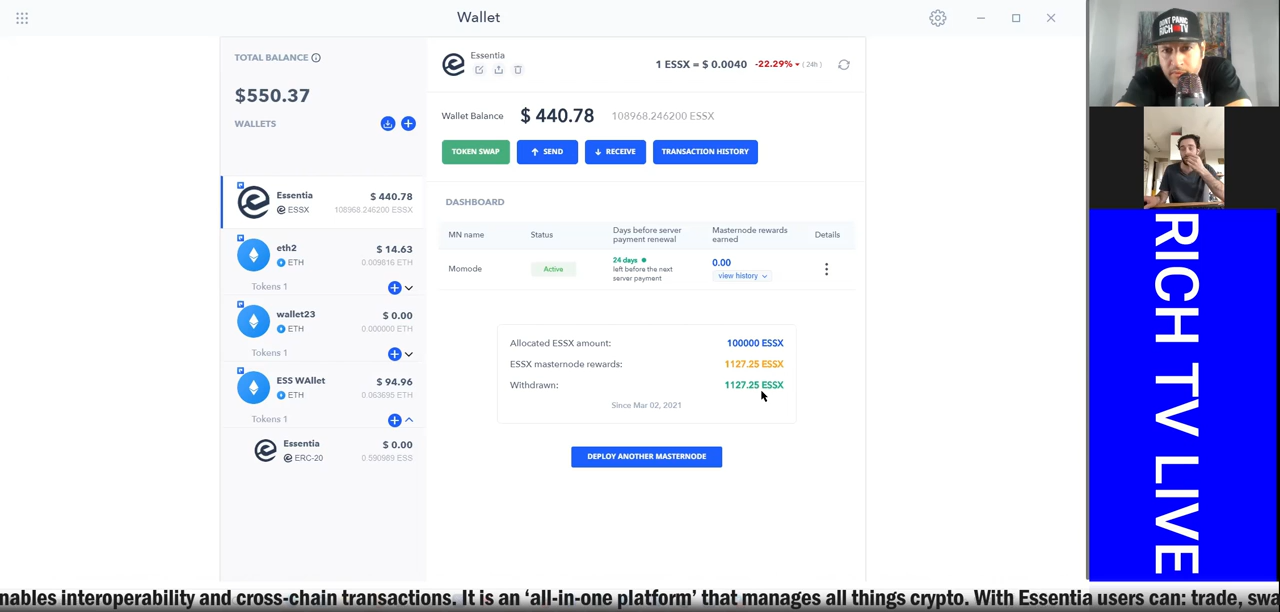 Wallet
TOTAL BALANCE
$550.37
WALLETS
Essentia
$ 440.78
ESSX
108968.246200 ESSX
eth2
$ 14.63
ETH
0.009816 ETH
Tokens 1
wallet23
$ 0.00
ETH
0.000000 ETH
Tokens 1
ESS WAllet
$ 94.96
ETH
0.063695 ETH
Tokens 1
Essentia
$ 0.00
ERC-20
0.590989 ESS
Essentia
1 ESSX = $ 0.0040 -22.29% (24h)
Wallet Balance $ 440.78 108968.246200 ESSX
TOKEN SWAP
SEND
RECEIVE
TRANSACTION HISTORY
DASHBOARD
MN name
Status
Days before server
payment renewal
Masternode rewards
earned
Details
Momode
Active
24 days
left before the next
server payment
0.00
view history
Allocated ESSX amount: 100000 ESSX
ESSX masternode rewards: 1127.25 ESSX
Withdrawn: 1127.25 ESSX
Since Mar 02, 2021
DEPLOY ANOTHER MASTERNODE
DON'T PANIC
RICH TV
RICH TV LIVE
nables interoperability and cross-chain transactions. It is an ‘all-in-one platform’ that manages all things crypto. With Essentia users can: trade, swa